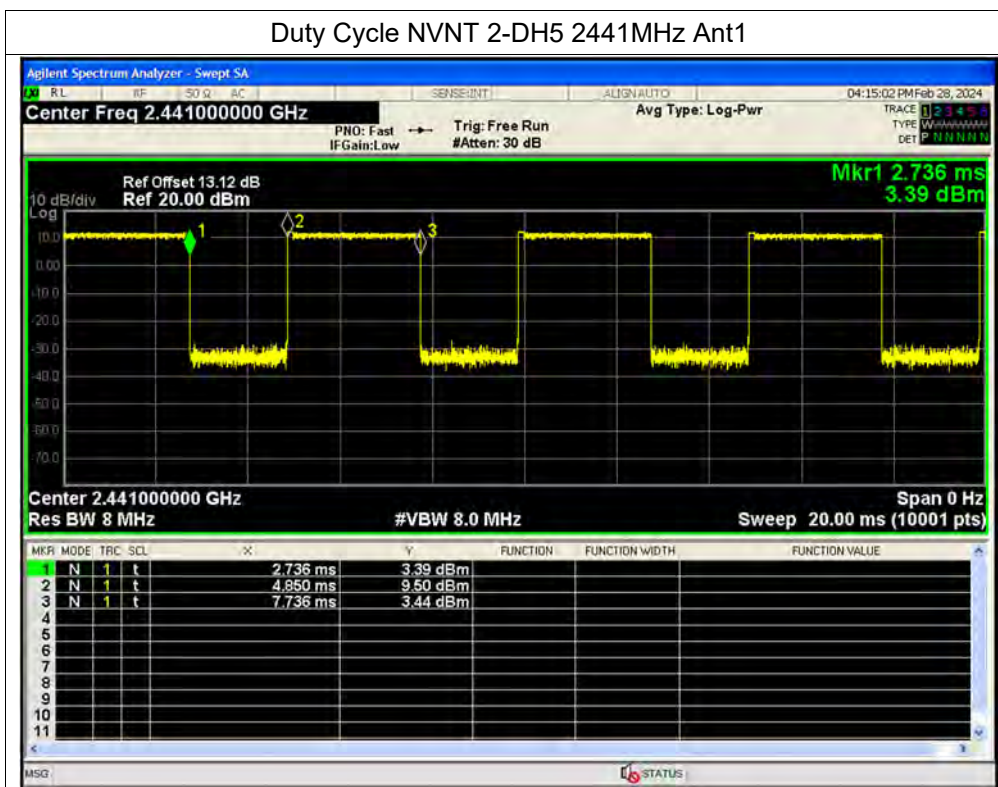 Duty Cycle NVNT 2-DH5 2441MHz Ant1
Agilent Spectrum Analyzer - Swept SA
RL RF 50 Ω AC SENSE:INT ALIGNAUTO 04:15:02 PM Feb 28, 2024
Center Freq 2.441000000 GHz Avg Type: Log-Pwr TRACE 1 2 3 4 5 6
PNO: Fast Trig: Free Run TYPE W
IFGain:Low #Atten: 30 dB DET P N N N N N
Mkr1 2.736 ms
Ref Offset 13.12 dB
10 dB/div Ref 20.00 dBm 3.39 dBm
Log
1 2 3
10.0
0.00
-10.0
-20.0
-30.0
-40.0
-50.0
-60.0
-70.0
Center 2.441000000 GHz Span 0 Hz
Res BW 8 MHz #VBW 8.0 MHz Sweep 20.00 ms (10001 pts)
MKR MODE TRC SCL X Y FUNCTION FUNCTION WIDTH FUNCTION VALUE
1 N 1 t 2.736 ms 3.39 dBm
2 N 1 t 4.850 ms 9.50 dBm
3 N 1 t 7.736 ms 3.44 dBm
4
5
6
7
8
9
10
11
MSG STATUS